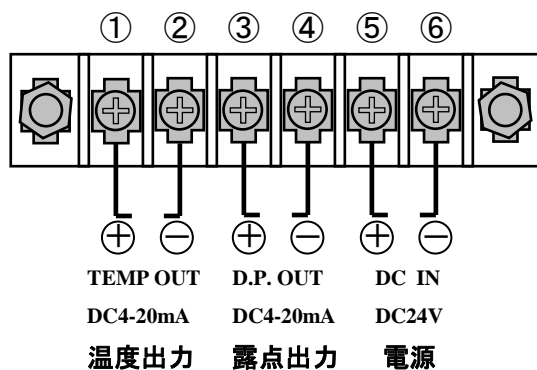 ① ② ③ ④ ⑤ ⑥
⊕ ⊖ ⊕ ⊖ ⊕ ⊖
TEMP OUT D.P. OUT DC IN
DC4-20mA DC4-20mA DC24V
温度出力 露点出力 電源